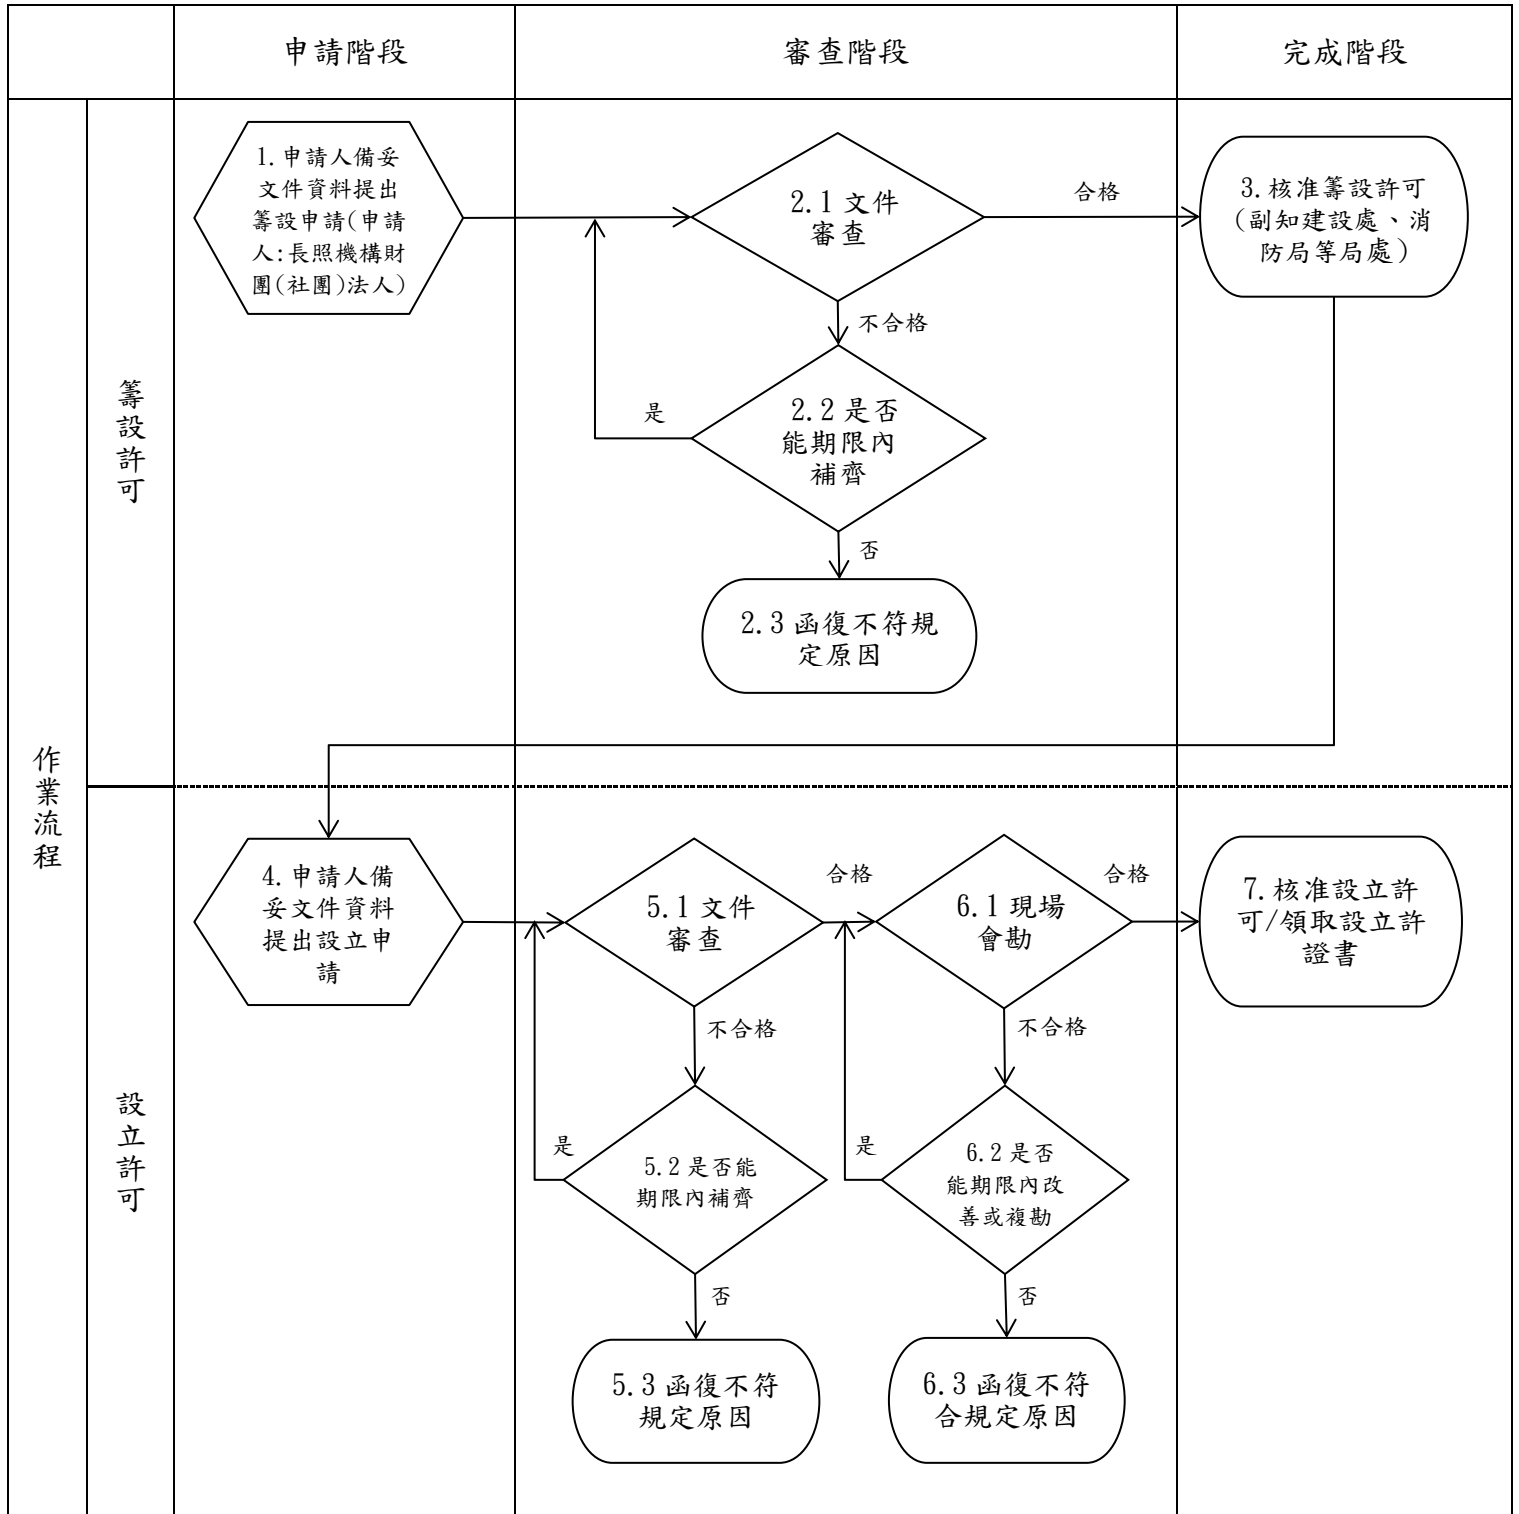 申請階段
審查階段
完成階段
作業流程
籌設許可
1.申請人備妥
文件資料提出
籌設申請(申請
人:長照機構財
團(社團)法人)
2.1 文件
審查
合格
3.核准籌設許可
(副知建設處、消
防局等局處)
不合格
2.2 是否
能期限內
補齊
是
否
2.3 函復不符規
定原因
設立許可
4.申請人備
妥文件資料
提出設立申
請
5.1 文件
審查
合格
6.1 現場
會勘
合格
7.核准設立許
可/領取設立許
證書
不合格
不合格
5.2 是否能
期限內補齊
是
6.2 是否
能期限內改
善或複勘
是
否
否
5.3 函復不符
規定原因
6.3 函復不符
合規定原因